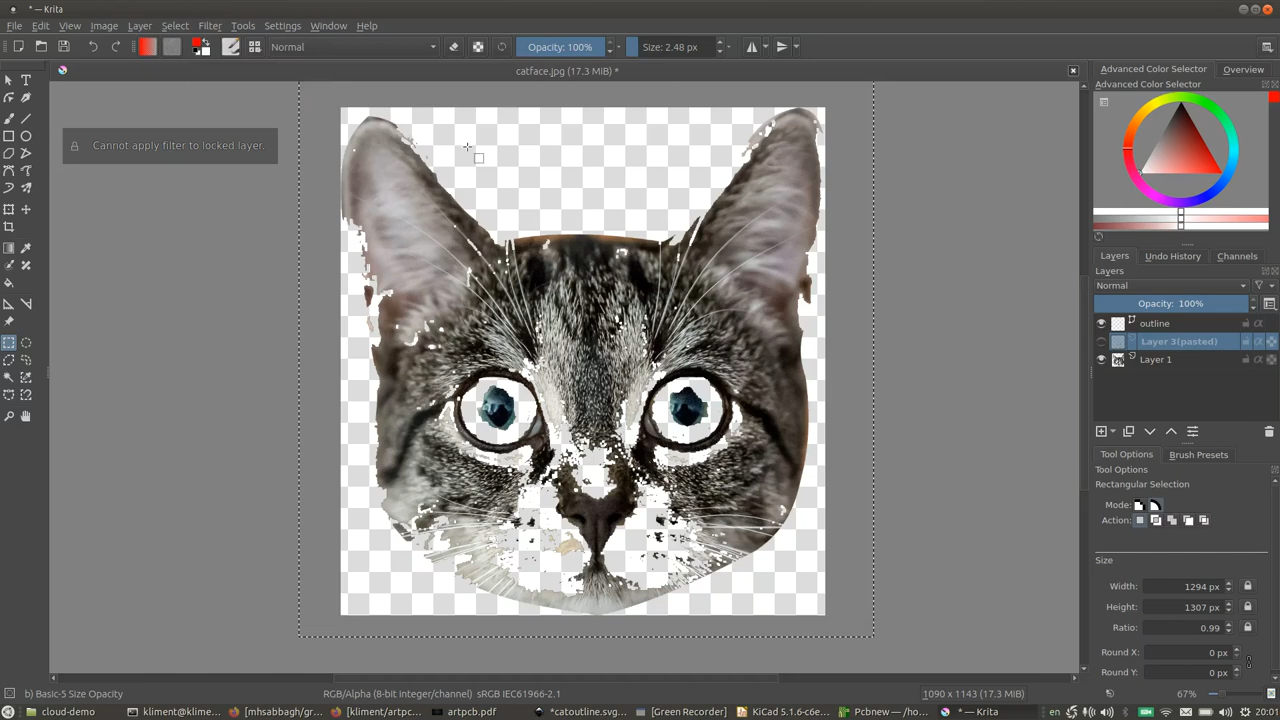 * — Krita
File Edit View Image Layer Select Filter Tools Settings Window Help
Normal
Opacity: 100%
Size: 2.48 px
catface.jpg (17.3 MiB) *
Cannot apply filter to locked layer.
Advanced Color Selector
Overview
Advanced Color Selector
Layers
Undo History
Channels
Layers
Normal
Opacity: 100%
outline
Layer 3(pasted)
Layer 1
Tool Options
Brush Presets
Tool Options
Rectangular Selection
Mode:
Action:
Size
Width: 1294 px
Height: 1307 px
Ratio: 0.99
Round X: 0 px
Round Y: 0 px
b) Basic-5 Size Opacity
RGB/Alpha (8-bit integer/channel) sRGB IEC61966-2.1
1090 x 1143 (17.3 MiB)
67%
cloud-demo
kliment@klime...
[mhsabbagh/gr...
[kliment/artpc...
artpcb.pdf
*catoutline.svg...
[Green Recorder]
KiCad 5.1.6-c6e...
Pcbnew — /ho...
* — Krita
en
20:01